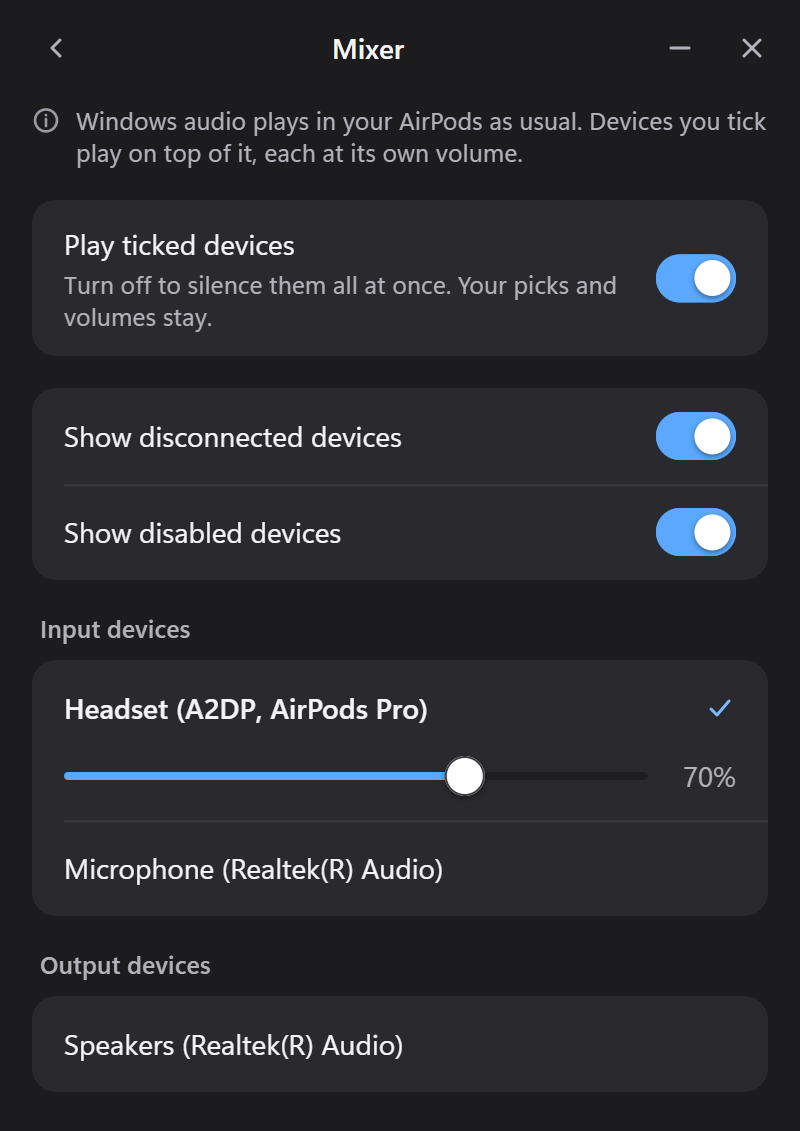 Mixer
Windows audio plays in your AirPods as usual. Devices you tick
play on top of it, each at its own volume.
Play ticked devices
Turn off to silence them all at once. Your picks and
volumes stay.
Show disconnected devices
Show disabled devices
Input devices
Headset (A2DP, AirPods Pro)
70%
Microphone (Realtek(R) Audio)
Output devices
Speakers (Realtek(R) Audio)